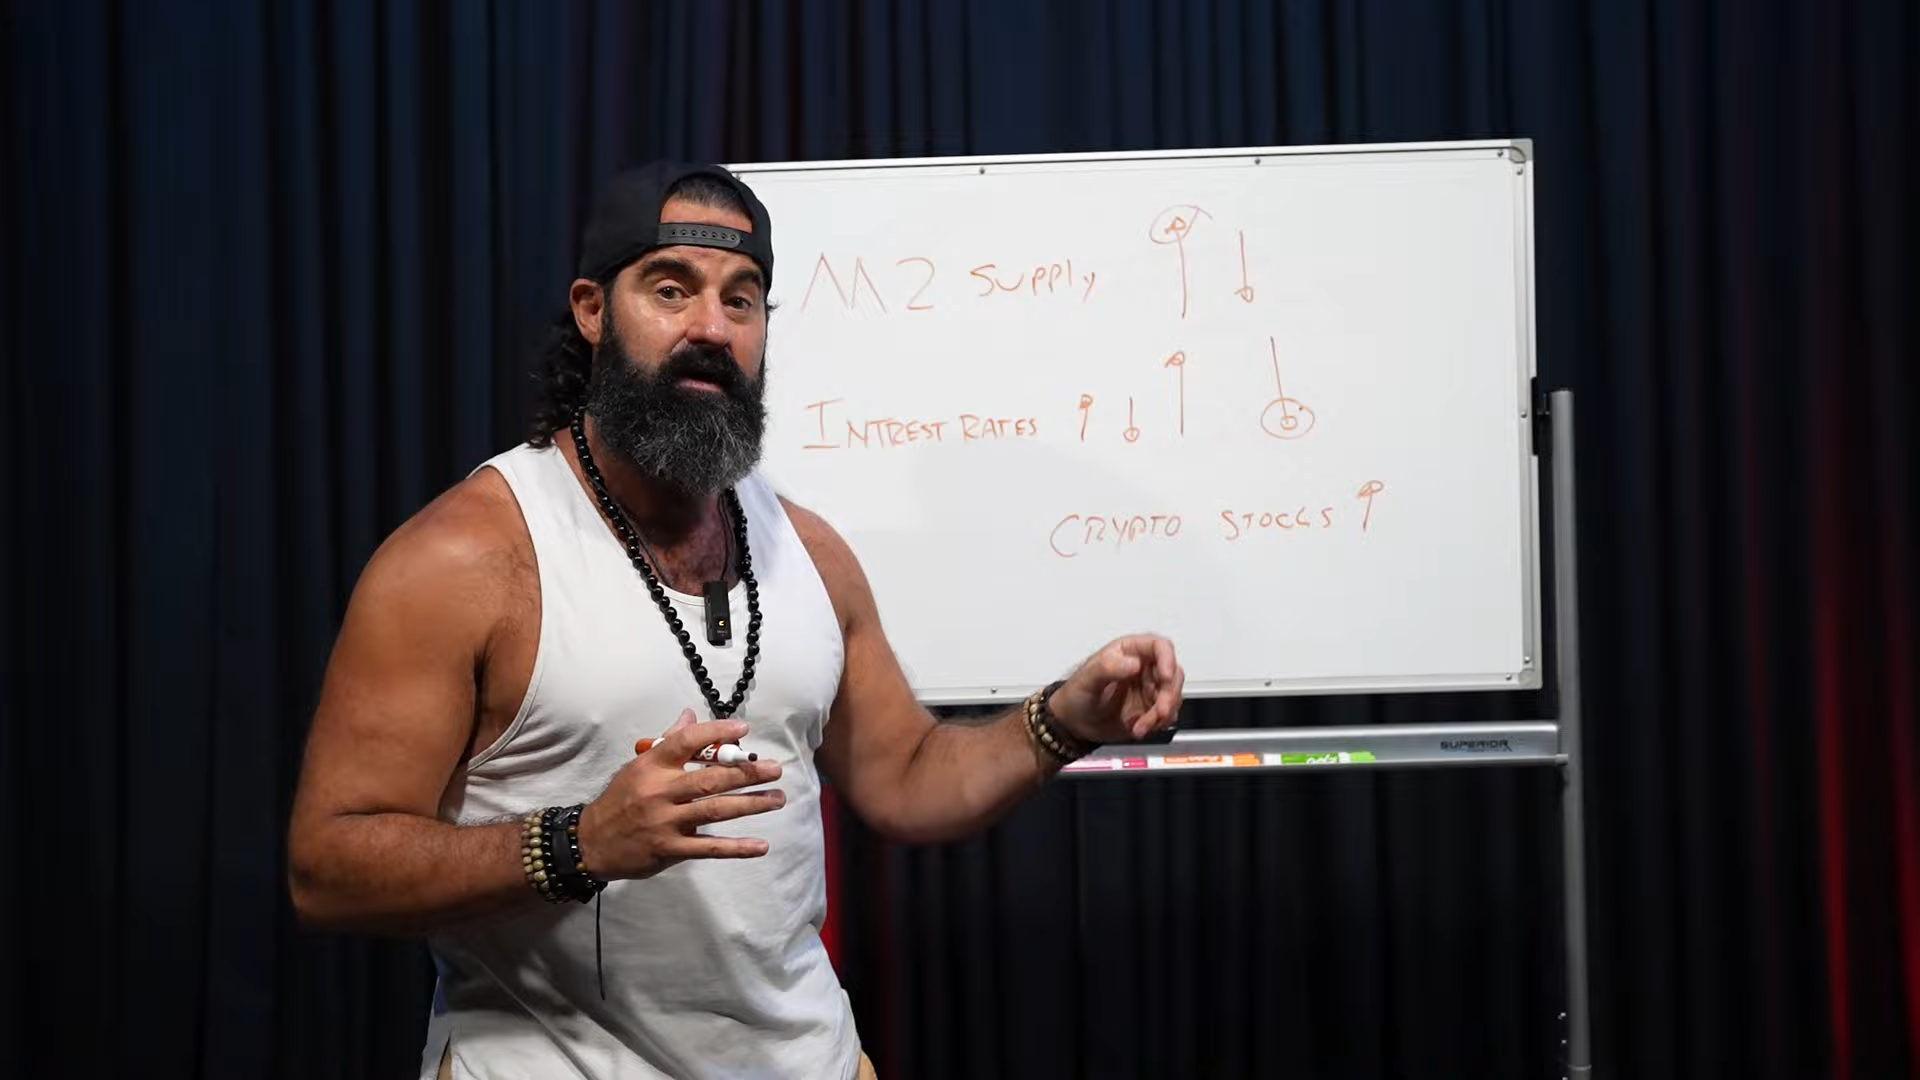 M2 SUPPLY
INTREST RATES
CRYPTO STOCKS
SUPERIOR